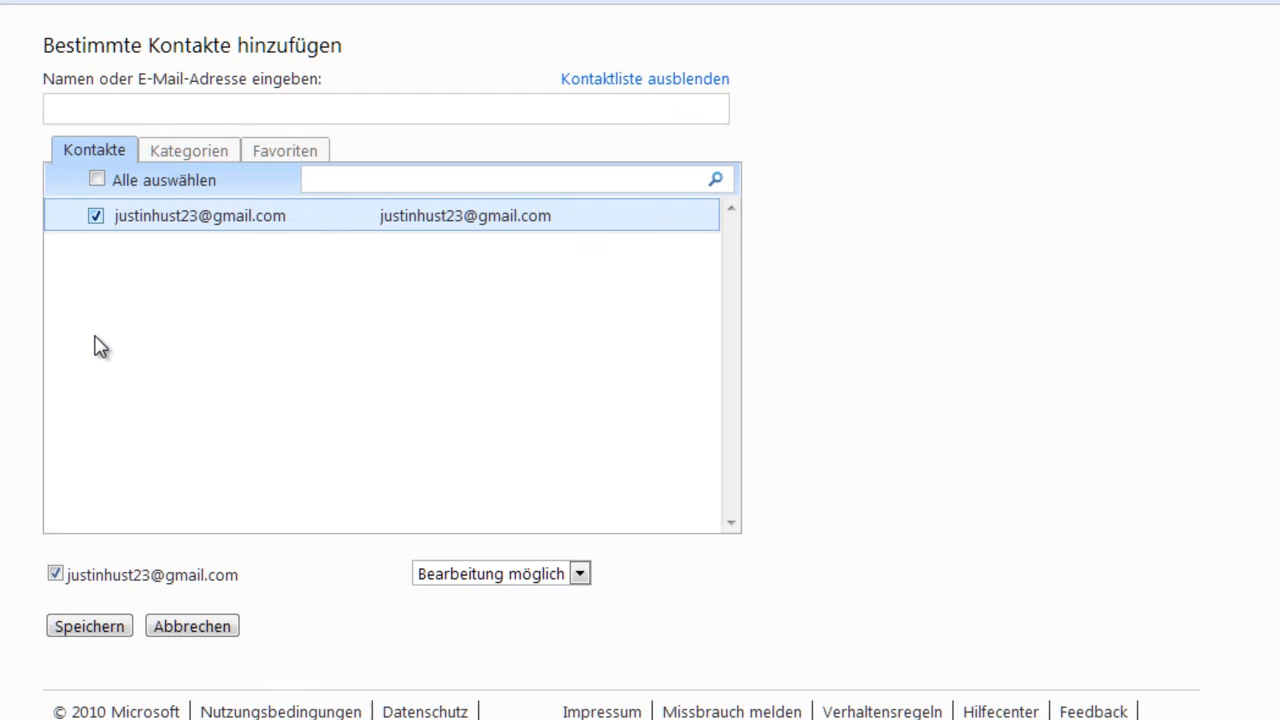 Bestimmte Kontakte hinzufügen
Namen oder E-Mail-Adresse eingeben: Kontaktliste ausblenden
Kontakte Kategorien Favoriten
Alle auswählen
justinhust23@gmail.com justinhust23@gmail.com
justinhust23@gmail.com Bearbeitung möglich
Speichern Abbrechen
© 2010 Microsoft | Nutzungsbedingungen | Datenschutz | Impressum | Missbrauch melden | Verhaltensregeln | Hilfecenter | Feedback |